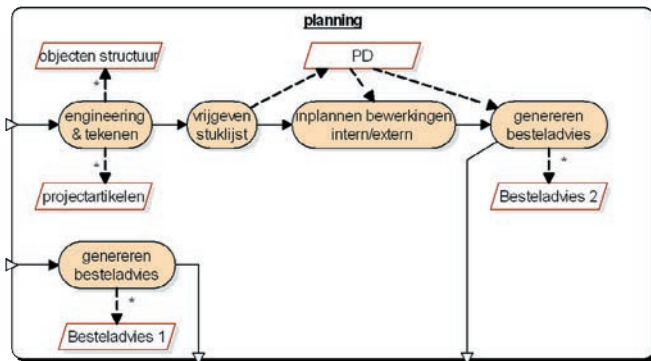 planning
objecten structuur
PD
*
engineering
& tekenen
vrijgeven
stuklijst
inplannen bewerkingen
intern/extern
genereren
besteladvies
*
*
projectartikelen
Besteladvies 2
genereren
besteladvies
*
Besteladvies 1